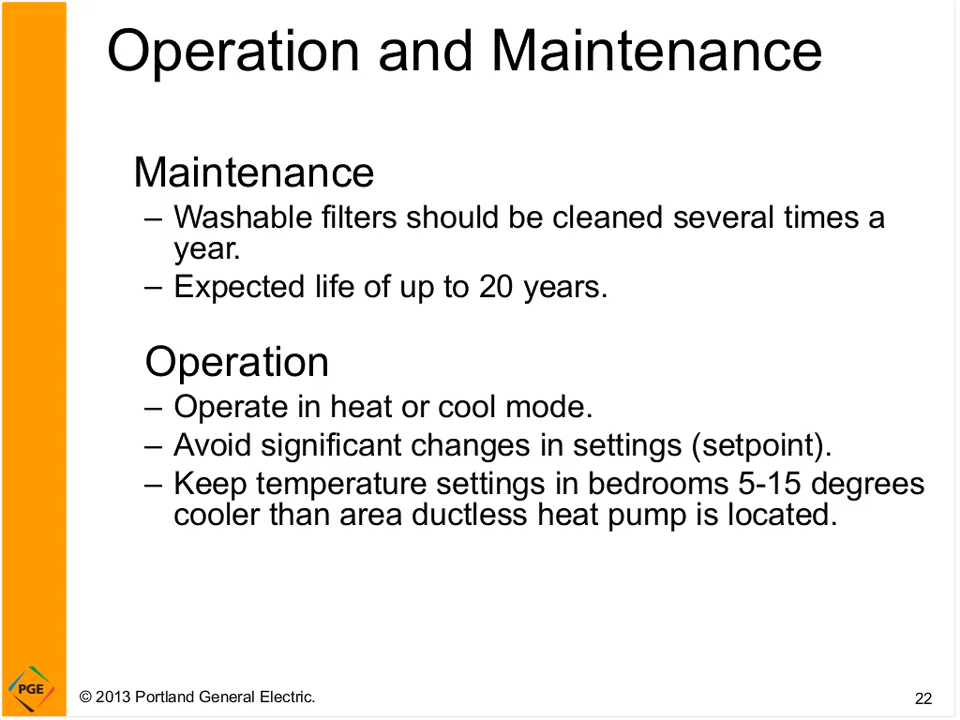 Operation and Maintenance
Maintenance
– Washable filters should be cleaned several times a
year.
– Expected life of up to 20 years.
Operation
– Operate in heat or cool mode.
– Avoid significant changes in settings (setpoint).
– Keep temperature settings in bedrooms 5-15 degrees
cooler than area ductless heat pump is located.
PGE
© 2013 Portland General Electric.
22